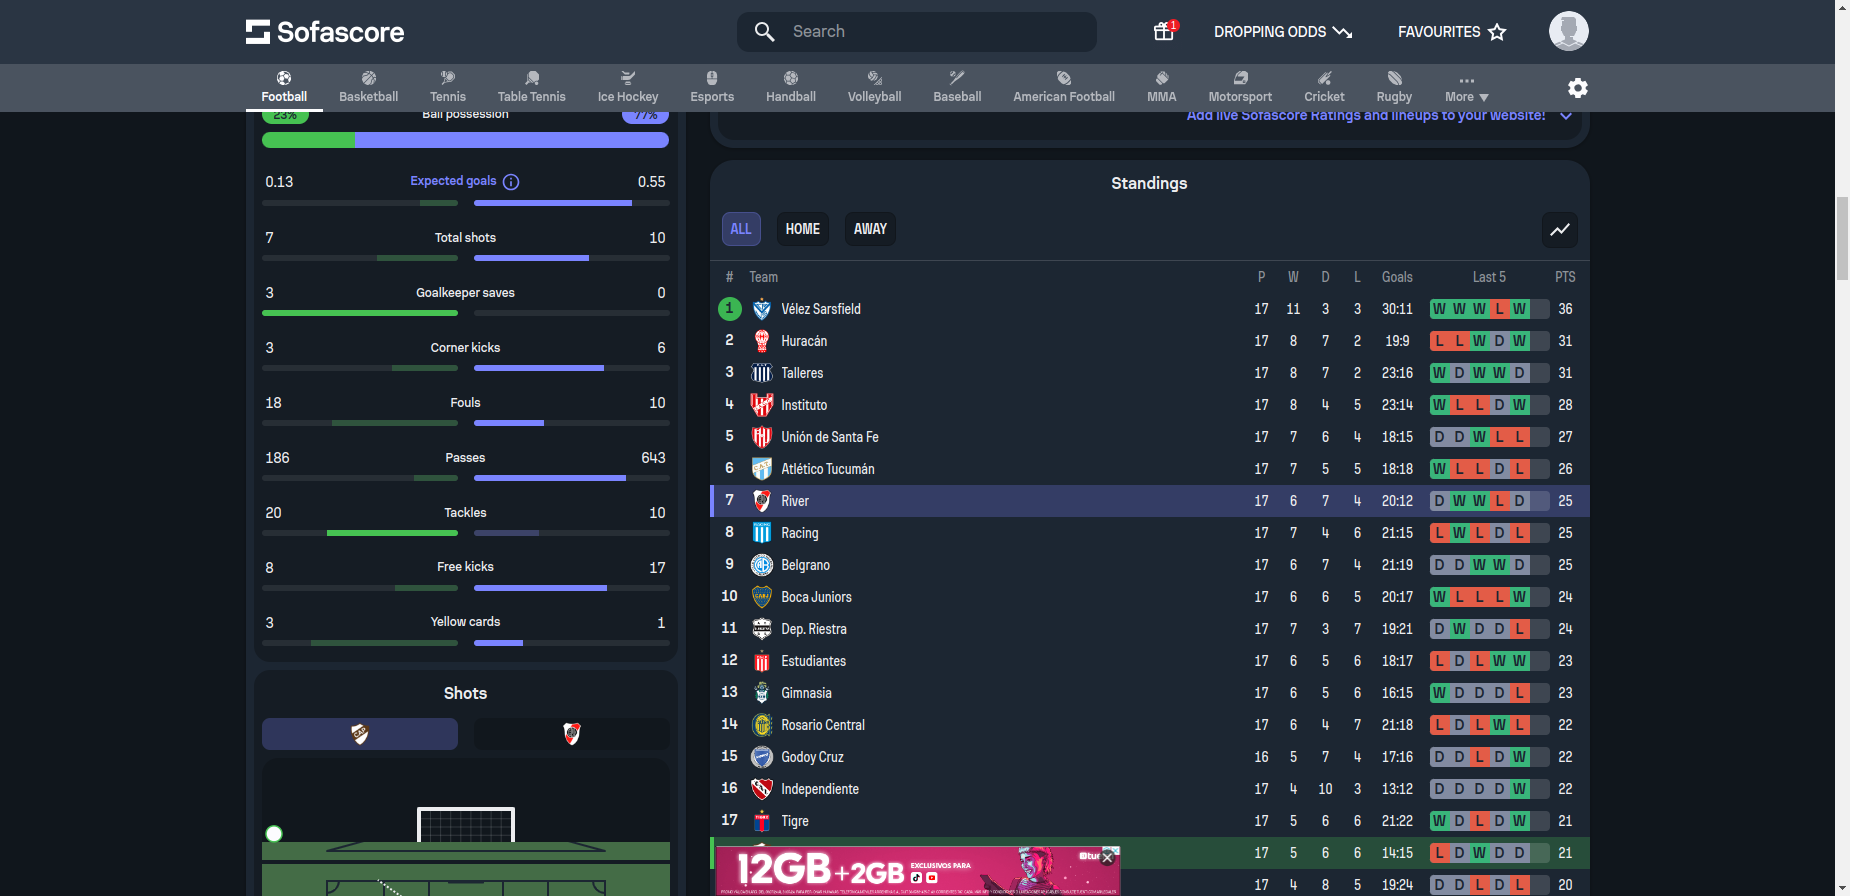 Sofascore
Search
1
DROPPING ODDS
FAVOURITES
Football Basketball Tennis Table Tennis Ice Hockey Esports Handball Volleyball Baseball American Football MMA Motorsport Cricket Rugby More
23% Ball possession 77%
0.13 Expected goals 0.55
7 Total shots 10
3 Goalkeeper saves 0
3 Corner kicks 6
18 Fouls 10
186 Passes 643
20 Tackles 10
8 Free kicks 17
3 Yellow cards 1
Shots
CAP
Add live Sofascore Ratings and lineups to your website!
Standings
ALL HOME AWAY
# Team P W D L Goals Last 5 PTS
1 Vélez Sarsfield 17 11 3 3 30:11 W W W L W 36
2 Huracán 17 8 7 2 19:9 L L W D W 31
3 Talleres 17 8 7 2 23:16 W D W W D 31
4 Instituto 17 8 4 5 23:14 W L L D W 28
5 Unión de Santa Fe 17 7 6 4 18:15 D D W L L 27
6 Atlético Tucumán 17 7 5 5 18:18 W L L D L 26
7 River 17 6 7 4 20:12 D W W L D 25
8 Racing 17 7 4 6 21:15 L W L D L 25
9 Belgrano 17 6 7 4 21:19 D D W W D 25
10 Boca Juniors 17 6 6 5 20:17 W L L L W 24
11 Dep. Riestra 17 7 3 7 19:21 D W D D L 24
12 Estudiantes 17 6 5 6 18:17 L D L W W 23
13 Gimnasia 17 6 5 6 16:15 W D D D L 23
14 Rosario Central 17 6 4 7 21:18 L D L W L 22
15 Godoy Cruz 16 5 7 4 17:16 D D L D W 22
16 Independiente 17 4 10 3 13:12 D D D D W 22
17 Tigre 17 5 6 6 21:22 W D L D W 21
17 5 6 6 14:15 L D W D D 21
17 4 8 5 19:24 D D L D L 20
12GB+2GB EXCLUSIVOS PARA